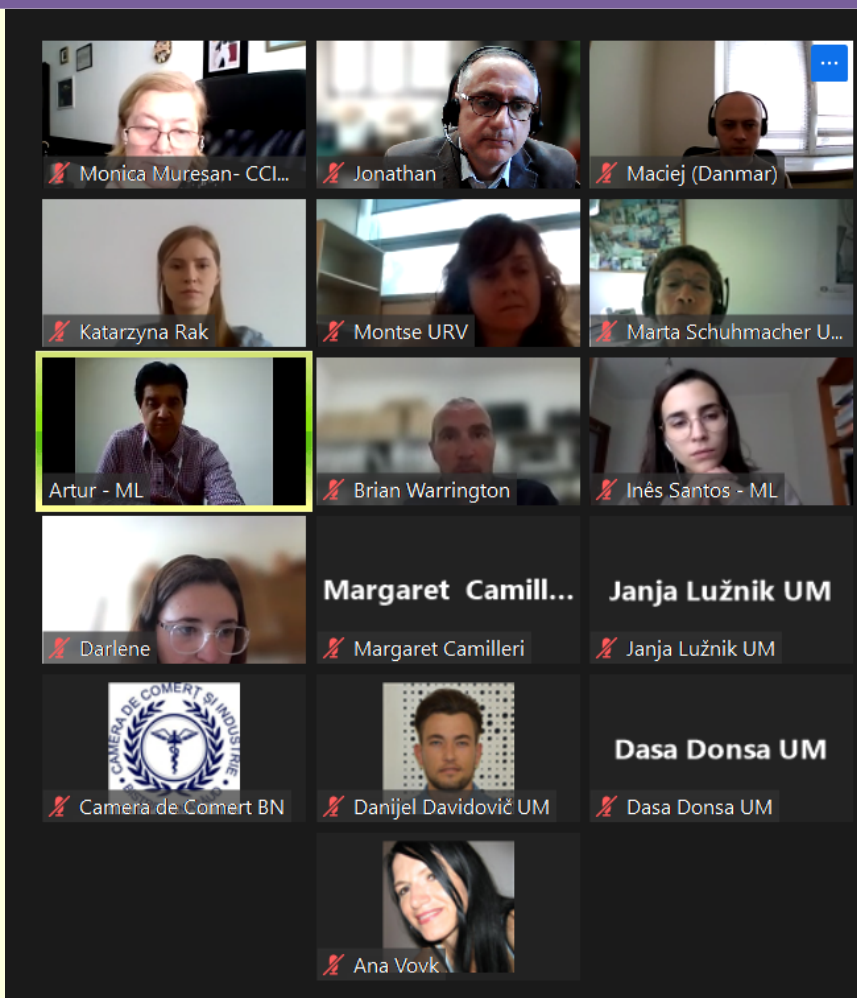 Monica Muresan- CCI...
Jonathan
Maciej (Danmar)
Katarzyna Rak
Montse URV
Marta Schuhmacher U...
Artur - ML
Brian Warrington
Inês Santos - ML
Darlene
Margaret Camill...
Margaret Camilleri
Janja Lužnik UM
Janja Lužnik UM
CAMERA DE COMERȚ ȘI INDUSTRIE
Camera de Comert BN
Danijel Davidovič UM
Dasa Donsa UM
Dasa Donsa UM
Ana Vovk